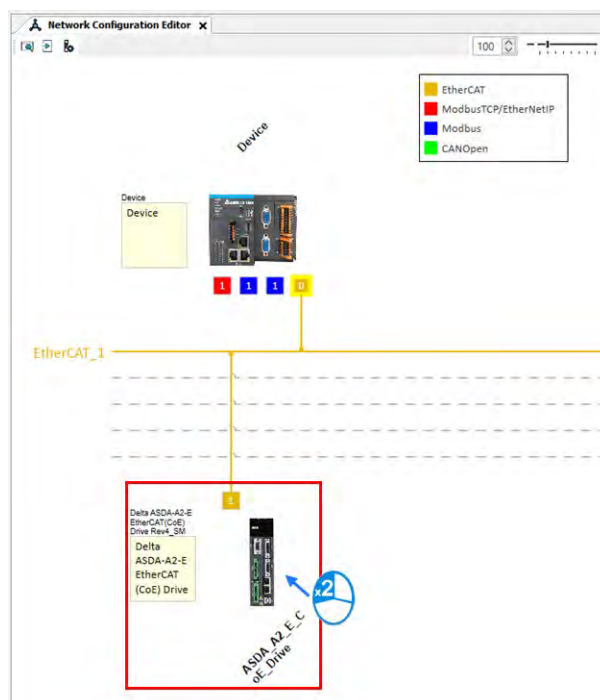 Network Configuration Editor
100
EtherCAT
ModbusTCP/EtherNetIP
Modbus
CANOpen
Device
Device
Device
1
1
1
0
EtherCAT_1
Delta ASDA-A2-E
EtherCAT(CoE)
Drive Rev4_SM
Delta
ASDA-A2-E
EtherCAT
(CoE) Drive
x2
ASDA_A2_E_C
oE_Drive